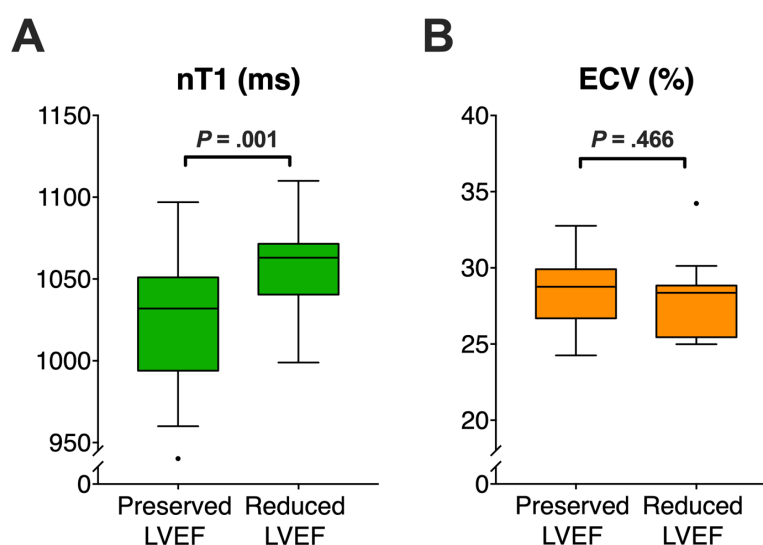 A
nT1 (ms)
1150
1100
1050
1000
950
0
P = .001
Preserved LVEF
Reduced LVEF
B
ECV (%)
40
35
30
25
20
0
P = .466
Preserved LVEF
Reduced LVEF